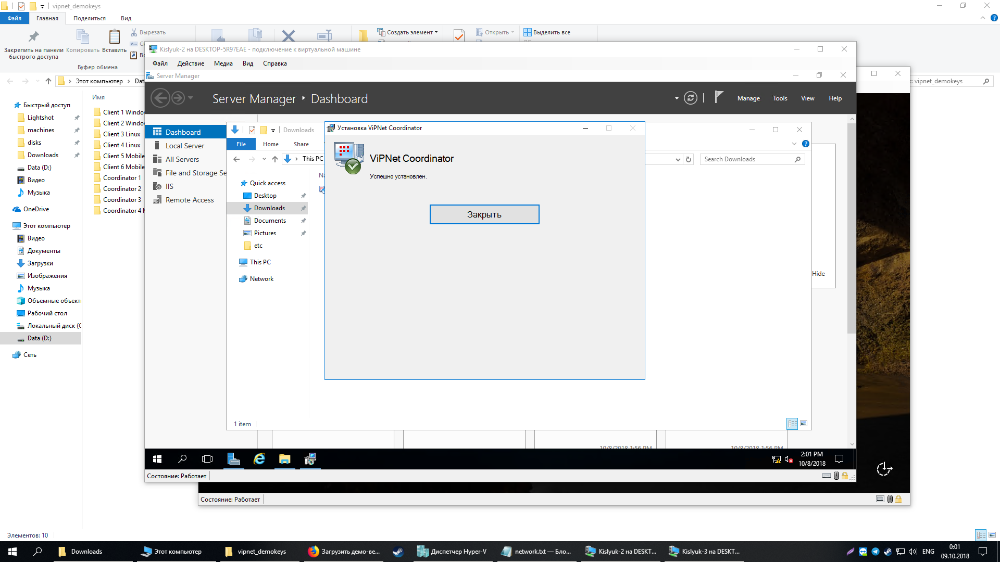 vipnet_demokeys
Файл
Главная
Поделиться
Вид
Закрепить на панели быстрого доступа
Копировать
Вставить
Вырезать
Буфер обмена
Создать элемент
Открыть
Выделить все
Этот компьютер
vipnet_demokeys
Имя
Быстрый доступ
Lightshot
machines
disks
Downloads
Data (D:)
Видео
Музыка
OneDrive
Этот компьютер
Видео
Документы
Загрузки
Изображения
Музыка
Объемные объекты
Рабочий стол
Локальный диск (C
Data (D:)
Сеть
Client 1 Window
Client 2 Window
Client 3 Linux
Client 4 Linux
Client 5 Mobile
Client 6 Mobile
Coordinator 1
Coordinator 2
Coordinator 3
Coordinator 4
Элементов: 10
Kislyuk-2 на DESKTOP-5R97EAE - подключение к виртуальной машине
Файл
Действие
Медиа
Вид
Справка
Server Manager
Server Manager
Dashboard
Manage
Tools
View
Help
Dashboard
Local Server
All Servers
File and Storage Se
IIS
Remote Access
Hide
Downloads
File
Home
Share
This PC
Search Downloads
Quick access
Desktop
Downloads
Documents
Pictures
etc
This PC
Network
1 item
Установка ViPNet Coordinator
ViPNet Coordinator
Успешно установлен.
Закрыть
10/8/2018 1:56 PM
10/8/2018 1:56 PM
2:01 PM
10/8/2018
Состояние: Работает
Состояние: Работает
Downloads
Этот компьютер
vipnet_demokeys
Загрузить демо-ве...
Диспетчер Hyper-V
network.txt — Бло...
Kislyuk-2 на DESKT...
Kislyuk-3 на DESKT...
ENG
0:01
09.10.2018